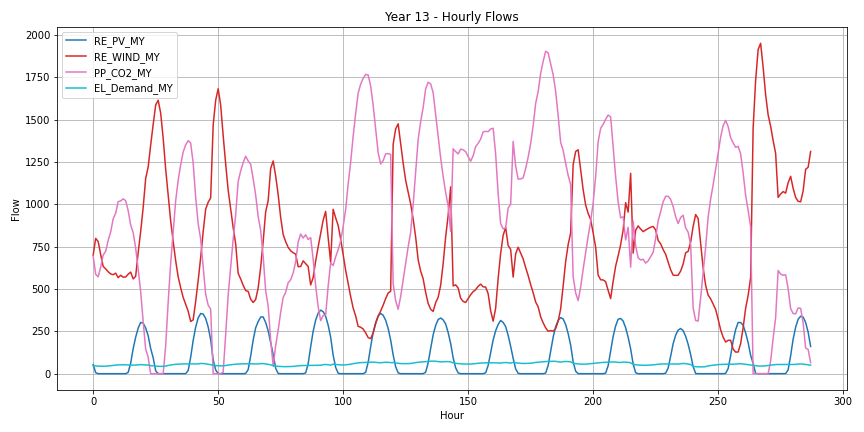 Year 13 - Hourly Flows
RE_PV_MY
RE_WIND_MY
PP_CO2_MY
EL_Demand_MY
Flow
2000
1750
1500
1250
1000
750
500
250
0
0 50 100 150 200 250 300
Hour